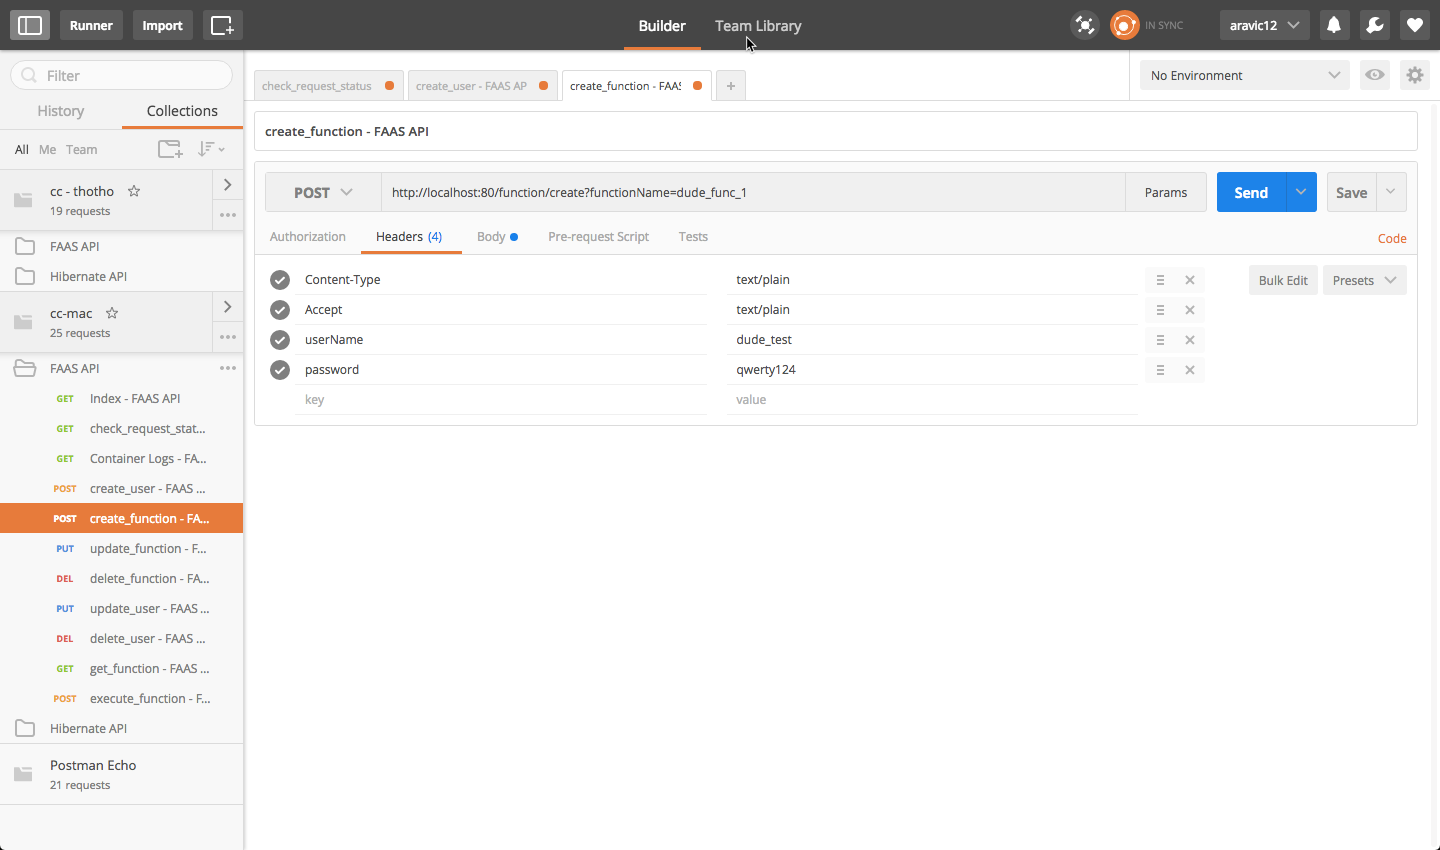 Runner
Import
Builder
Team Library
IN SYNC
aravic12
Filter
History
Collections
All
Me
Team
cc - thotho
19 requests
FAAS API
Hibernate API
cc-mac
25 requests
FAAS API
GET Index - FAAS API
GET check_request_stat...
GET Container Logs - FA...
POST create_user - FAAS ...
POST create_function - FA...
PUT update_function - F...
DEL delete_function - FA...
PUT update_user - FAAS ...
DEL delete_user - FAAS ...
GET get_function - FAAS ...
POST execute_function - F...
Hibernate API
Postman Echo
21 requests
check_request_status
create_user - FAAS AP
create_function - FAAS
+
No Environment
create_function - FAAS API
POST
http://localhost:80/function/create?functionName=dude_func_1
Params
Send
Save
Authorization
Headers (4)
Body
Pre-request Script
Tests
Code
Content-Type text/plain
Bulk Edit
Presets
Accept text/plain
userName dude_test
password qwerty124
key value